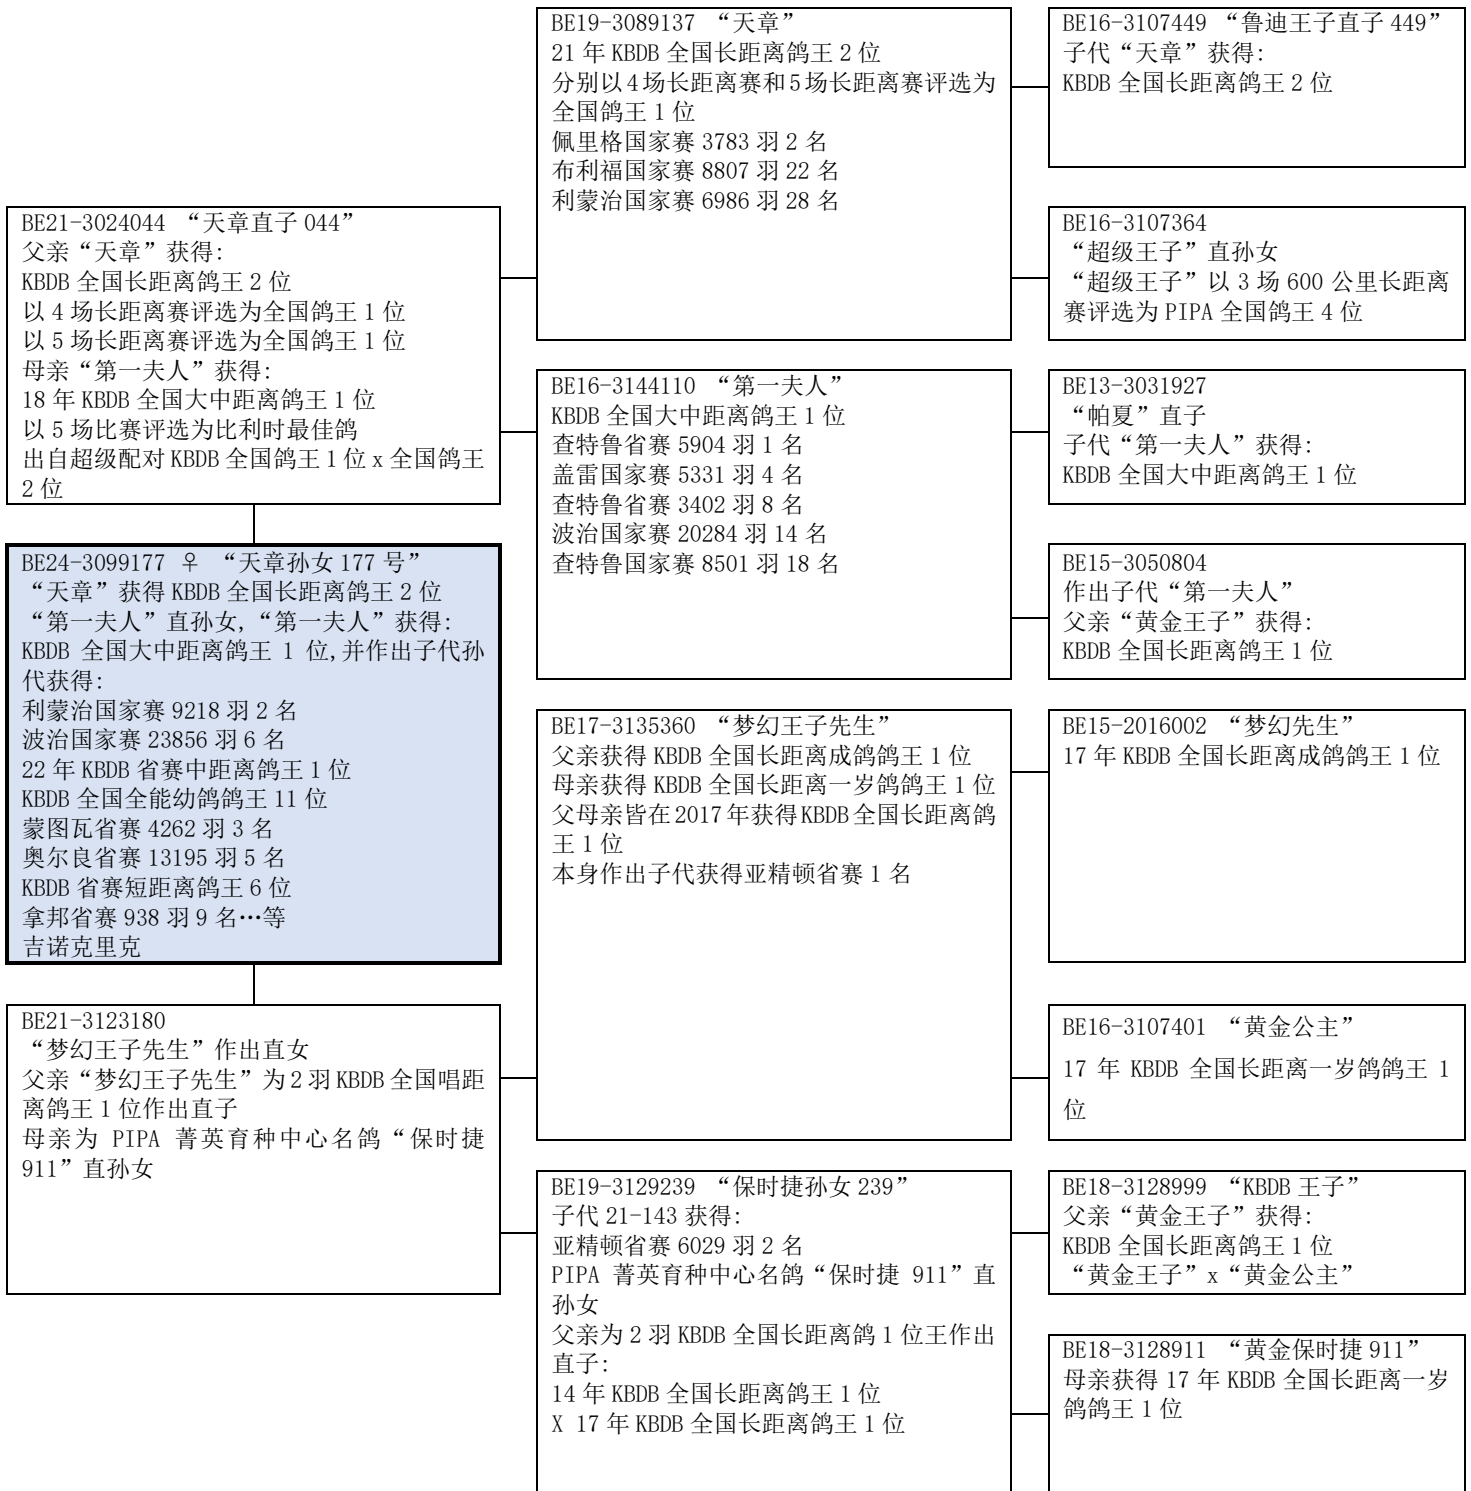 BE19-3089137 “天章”
21 年 KBDB 全国长距离鸽王 2 位
分别以 4 场长距离赛和 5 场长距离赛评选为
全国鸽王 1 位
佩里格国家赛 3783 羽 2 名
布利福国家赛 8807 羽 22 名
利蒙治国家赛 6986 羽 28 名
BE16-3107449 “鲁迪王子直子 449”
子代“天章”获得:
KBDB 全国长距离鸽王 2 位
BE21-3024044 “天章直子 044”
父亲“天章”获得:
KBDB 全国长距离鸽王 2 位
以 4 场长距离赛评选为全国鸽王 1 位
以 5 场长距离赛评选为全国鸽王 1 位
母亲“第一夫人”获得:
18 年 KBDB 全国大中距离鸽王 1 位
以 5 场比赛评选为比利时最佳鸽
出自超级配对 KBDB 全国鸽王 1 位 x 全国鸽王
2 位
BE16-3107364
“超级王子”直孙女
“超级王子”以 3 场 600 公里长距离
赛评选为 PIPA 全国鸽王 4 位
BE16-3144110 “第一夫人”
KBDB 全国大中距离鸽王 1 位
查特鲁省赛 5904 羽 1 名
盖雷国家赛 5331 羽 4 名
查特鲁省赛 3402 羽 8 名
波治国家赛 20284 羽 14 名
查特鲁国家赛 8501 羽 18 名
BE13-3031927
“帕夏”直子
子代“第一夫人”获得:
KBDB 全国大中距离鸽王 1 位
BE24-3099177 ♀ “天章孙女 177 号”
“天章”获得 KBDB 全国长距离鸽王 2 位
“第一夫人”直孙女, “第一夫人”获得:
KBDB 全国大中距离鸽王 1 位,并作出子代孙
代获得:
利蒙治国家赛 9218 羽 2 名
波治国家赛 23856 羽 6 名
22 年 KBDB 省赛中距离鸽王 1 位
KBDB 全国全能幼鸽鸽王 11 位
蒙图瓦省赛 4262 羽 3 名
奥尔良省赛 13195 羽 5 名
KBDB 省赛短距离鸽王 6 位
拿邦省赛 938 羽 9 名…等
吉诺克里克
BE15-3050804
作出子代“第一夫人”
父亲“黄金王子”获得:
KBDB 全国长距离鸽王 1 位
BE17-3135360 “梦幻王子先生”
父亲获得 KBDB 全国长距离成鸽鸽王 1 位
母亲获得 KBDB 全国长距离一岁鸽鸽王 1 位
父母亲皆在 2017 年获得 KBDB 全国长距离鸽
王 1 位
本身作出子代获得亚精顿省赛 1 名
BE15-2016002 “梦幻先生”
17 年 KBDB 全国长距离成鸽鸽王 1 位
BE21-3123180
“梦幻王子先生”作出直女
父亲“梦幻王子先生”为 2 羽 KBDB 全国唱距
离鸽王 1 位作出直子
母亲为 PIPA 菁英育种中心名鸽“保时捷
911”直孙女
BE16-3107401 “黄金公主”
17 年 KBDB 全国长距离一岁鸽鸽王 1
位
BE19-3129239 “保时捷孙女 239”
子代 21-143 获得:
亚精顿省赛 6029 羽 2 名
PIPA 菁英育种中心名鸽“保时捷 911”直
孙女
父亲为 2 羽 KBDB 全国长距离鸽 1 位王作出
直子:
14 年 KBDB 全国长距离鸽王 1 位
X 17 年 KBDB 全国长距离鸽王 1 位
BE18-3128999 “KBDB 王子”
父亲“黄金王子”获得:
KBDB 全国长距离鸽王 1 位
“黄金王子”x“黄金公主”
BE18-3128911 “黄金保时捷 911”
母亲获得 17 年 KBDB 全国长距离一岁
鸽鸽王 1 位